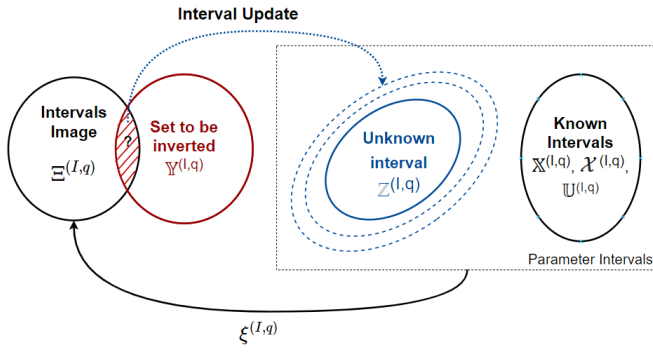 Interval Update
Intervals
Image
Ξ^(I,q)
?
Set to be
inverted
𝕐^(I,q)
Unknown
interval
ℤ^(I,q)
Known
Intervals
𝕏^(I,q), 𝒳^(I,q),
𝕌^(I,q)
Parameter Intervals
ξ^(I,q)